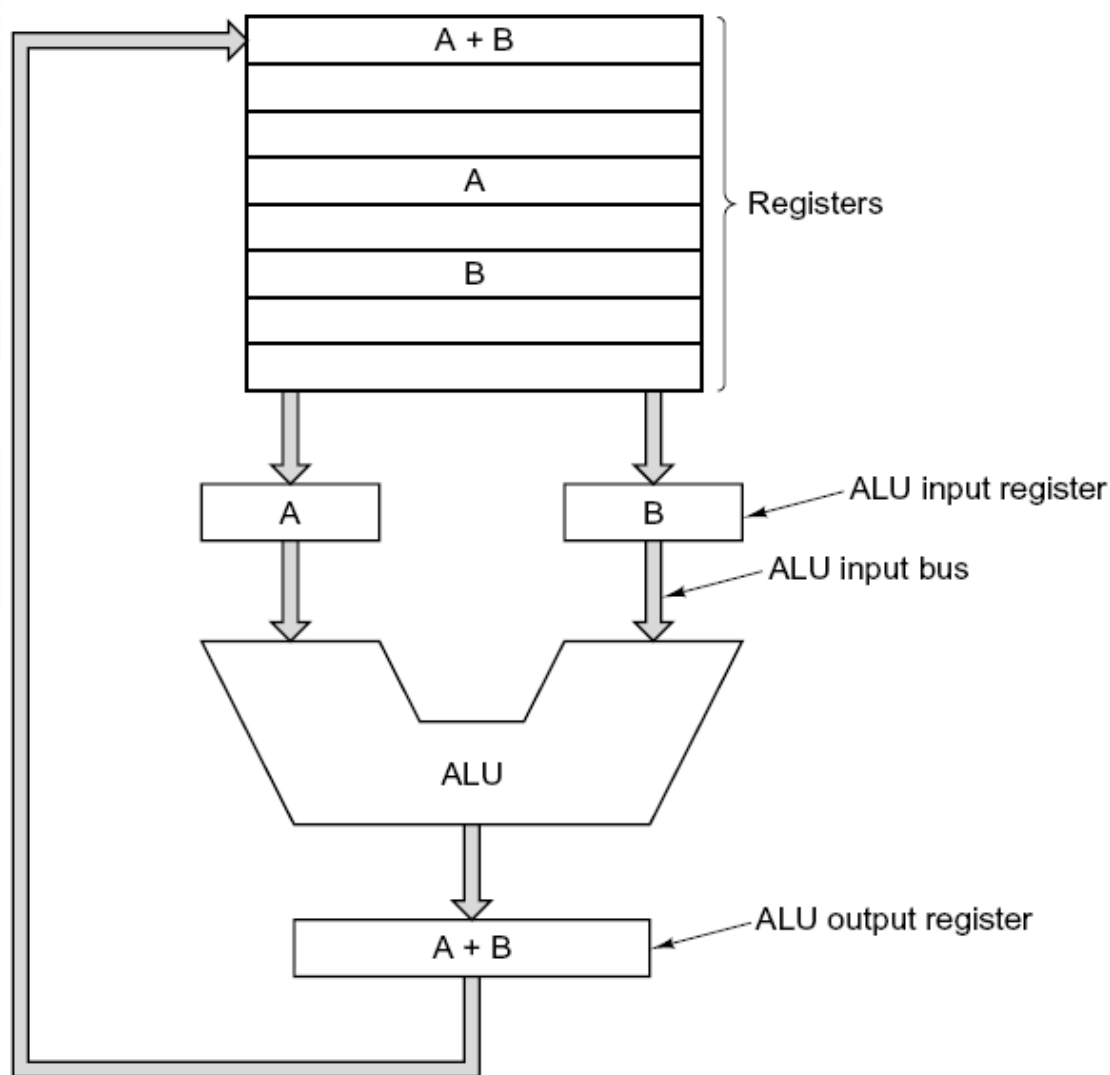 A + B
A
Registers
B
A
B
ALU input register
ALU input bus
ALU
A + B
ALU output register